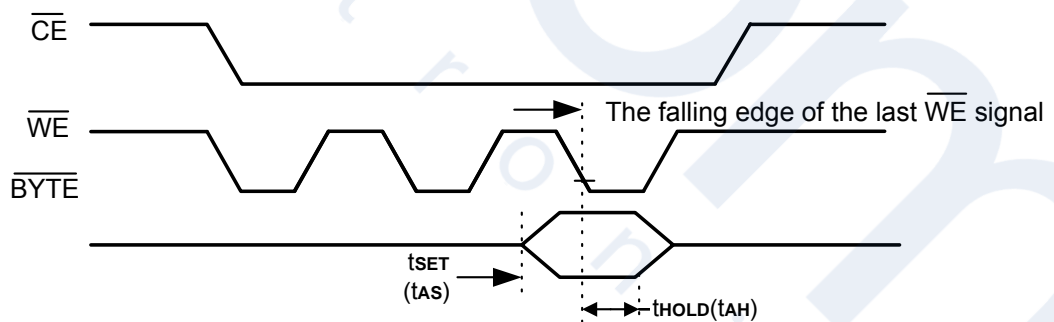 CE
The falling edge of the last WE signal
WE
BYTE
tSET
(tAS)
tHOLD(tAH)